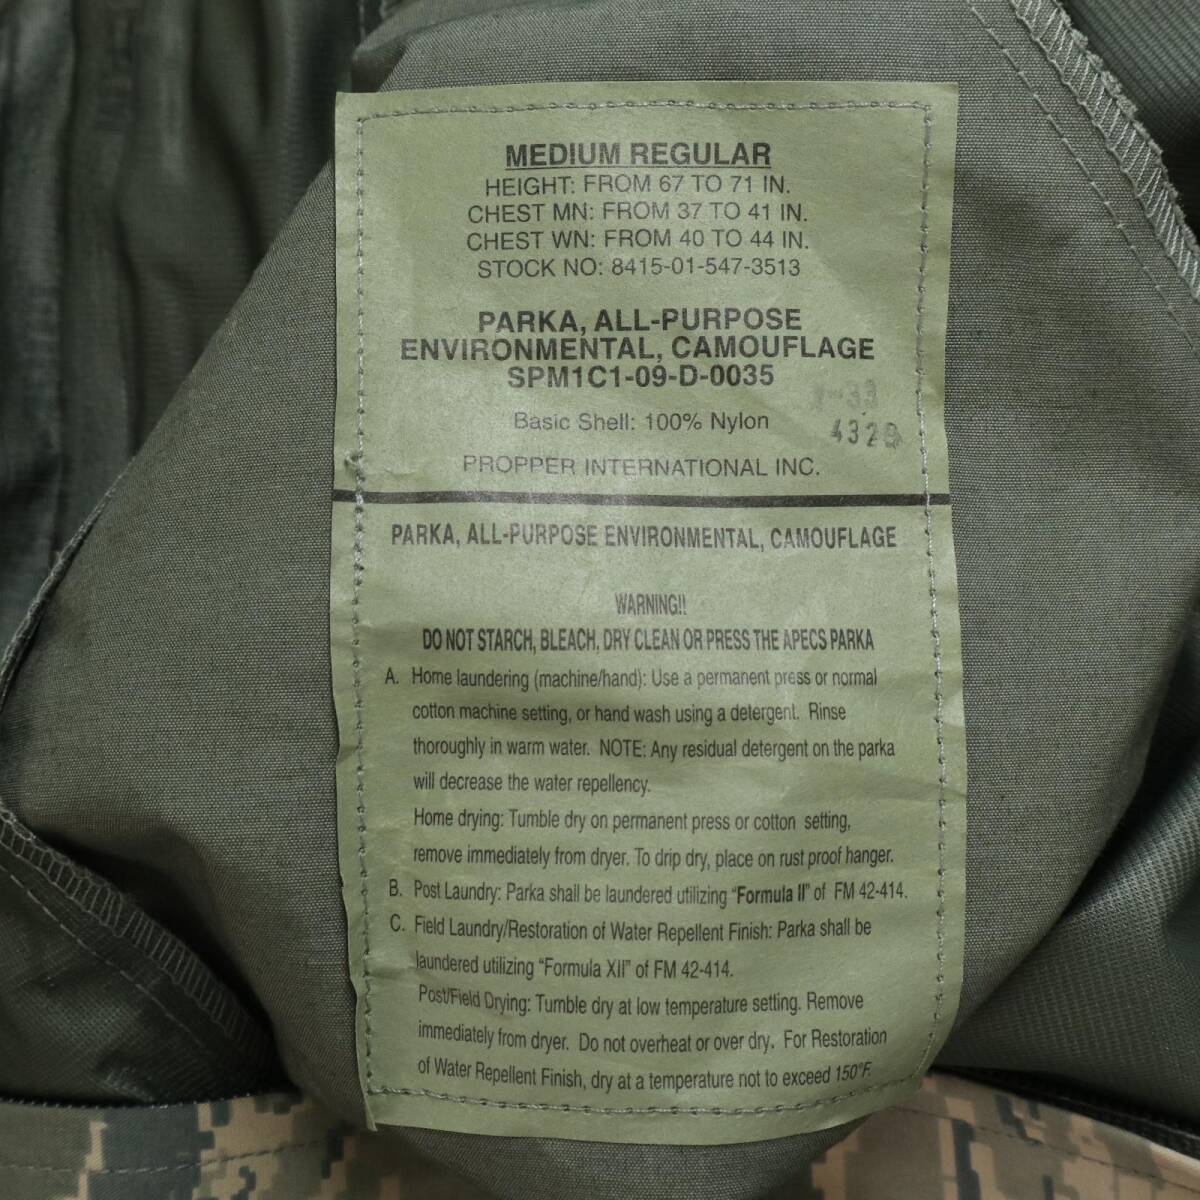 MEDIUM REGULAR
HEIGHT: FROM 67 TO 71 IN.
CHEST MN: FROM 37 TO 41 IN.
CHEST WN: FROM 40 TO 44 IN.
STOCK NO: 8415-01-547-3513
PARKA, ALL-PURPOSE
ENVIRONMENTAL, CAMOUFLAGE
SPM1C1-09-D-0035
Basic Shell: 100% Nylon
PROPPER INTERNATIONAL INC.
PARKA, ALL-PURPOSE ENVIRONMENTAL, CAMOUFLAGE
WARNING!!
DO NOT STARCH, BLEACH, DRY CLEAN OR PRESS THE APECS PARKA
A. Home laundering (machine/hand): Use a permanent press or normal
cotton machine setting, or hand wash using a detergent. Rinse
thoroughly in warm water. NOTE: Any residual detergent on the parka
will decrease the water repellency.
Home drying: Tumble dry on permanent press or cotton setting,
remove immediately from dryer. To drip dry, place on rust proof hanger.
B. Post Laundry: Parka shall be laundered utilizing "Formula II" of FM 42-414.
C. Field Laundry/Restoration of Water Repellent Finish: Parka shall be
laundered utilizing "Formula XII" of FM 42-414.
Post/Field Drying: Tumble dry at low temperature setting. Remove
immediately from dryer. Do not overheat or over dry. For Restoration
of Water Repellent Finish, dry at a temperature not to exceed 150°F.